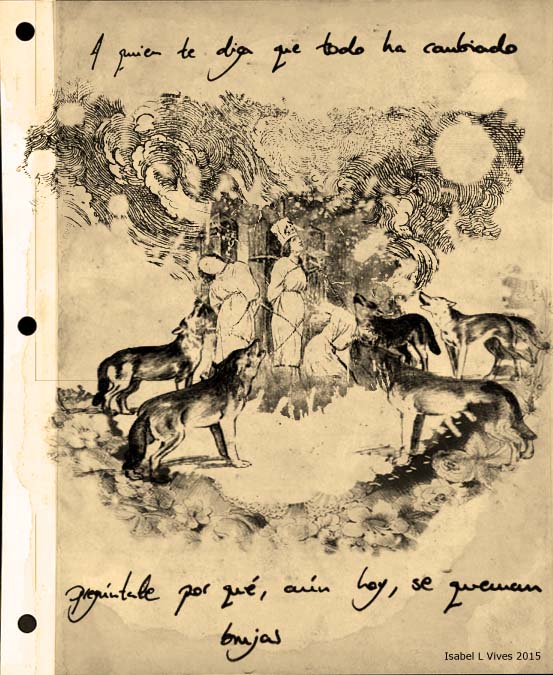 A quien te diga que todo ha cambiado
pregúntale por qué, aún hoy, se queman
brujas
Isabel L Vives 2015